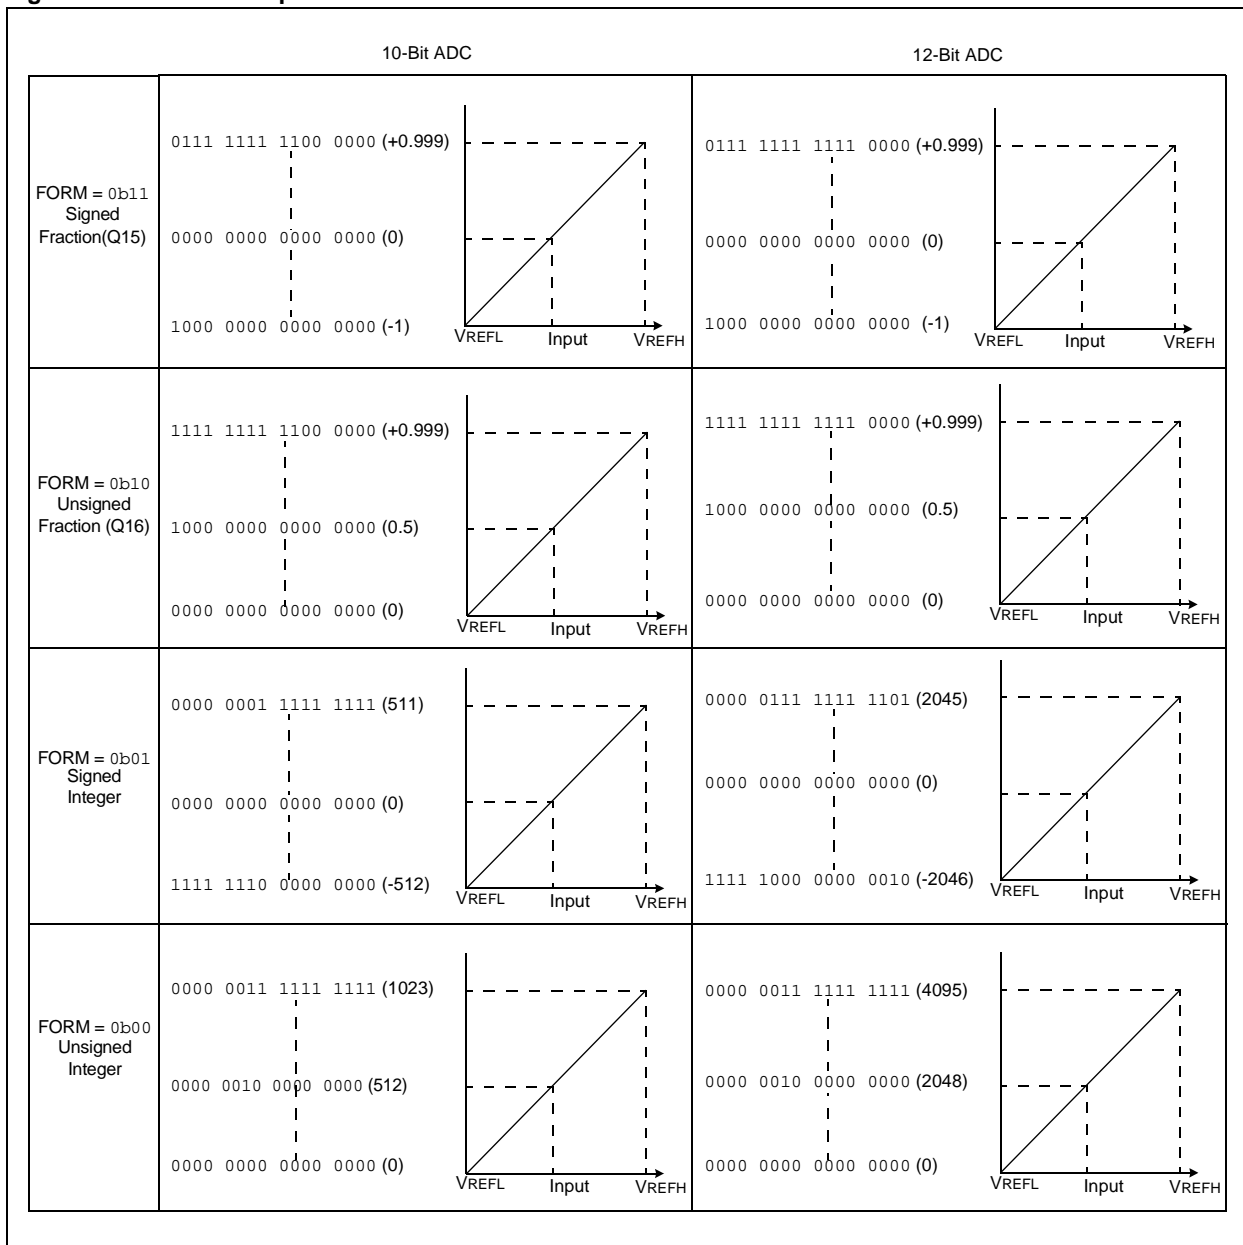 10-Bit ADC
12-Bit ADC
FORM = 0b11
Signed
Fraction(Q15)
0111 1111 1100 0000 (+0.999)
0000 0000 0000 0000 (0)
1000 0000 0000 0000 (-1)
VREFL Input VREFH
0111 1111 1111 0000 (+0.999)
0000 0000 0000 0000 (0)
1000 0000 0000 0000 (-1)
VREFL Input VREFH
FORM = 0b10
Unsigned
Fraction (Q16)
1111 1111 1100 0000 (+0.999)
1000 0000 0000 0000 (0.5)
0000 0000 0000 0000 (0)
VREFL Input VREFH
1111 1111 1111 0000 (+0.999)
1000 0000 0000 0000 (0.5)
0000 0000 0000 0000 (0)
VREFL Input VREFH
FORM = 0b01
Signed
Integer
0000 0001 1111 1111 (511)
0000 0000 0000 0000 (0)
1111 1110 0000 0000 (-512)
VREFL Input VREFH
0000 0111 1111 1101 (2045)
0000 0000 0000 0000 (0)
1111 1000 0000 0010 (-2046)
VREFL Input VREFH
FORM = 0b00
Unsigned
Integer
0000 0011 1111 1111 (1023)
0000 0010 0000 0000 (512)
0000 0000 0000 0000 (0)
VREFL Input VREFH
0000 0011 1111 1111 (4095)
0000 0010 0000 0000 (2048)
0000 0000 0000 0000 (0)
VREFL Input VREFH